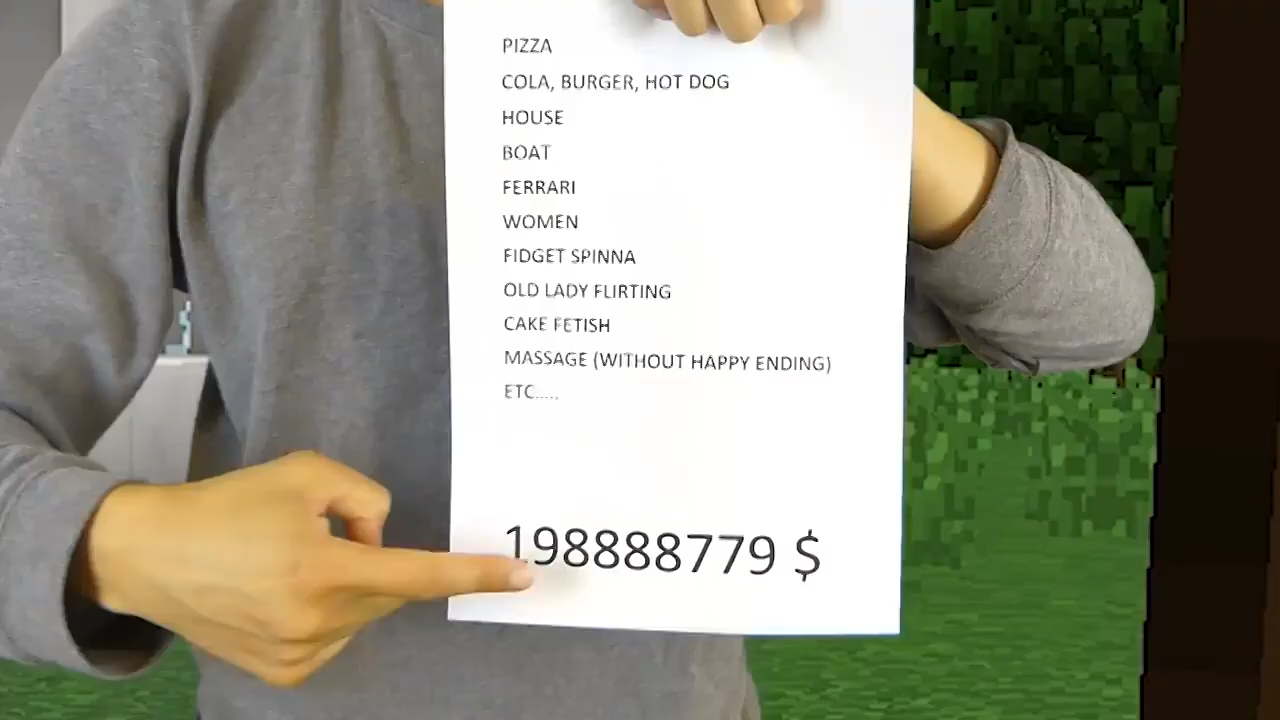 PIZZA
COLA, BURGER, HOT DOG
HOUSE
BOAT
FERRARI
WOMEN
FIDGET SPINNA
OLD LADY FLIRTING
CAKE FETISH
MASSAGE (WITHOUT HAPPY ENDING)
ETC.....
198888779 $